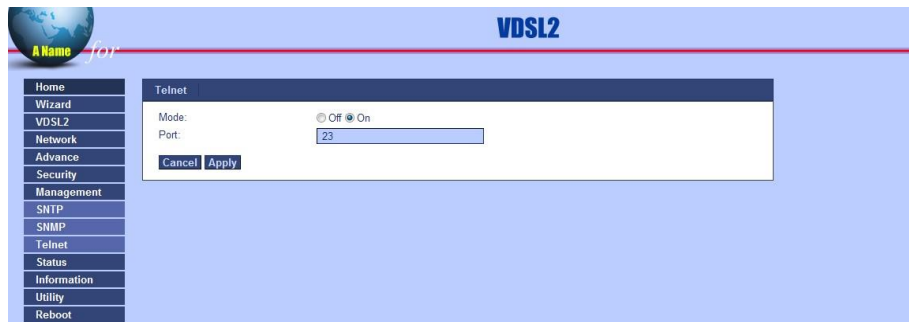 VDSL2
A Name for
Home
Wizard
VDSL2
Network
Advance
Security
Management
SNTP
SNMP
Telnet
Status
Information
Utility
Reboot
Telnet
Mode: Off On
Port: 23
Cancel Apply